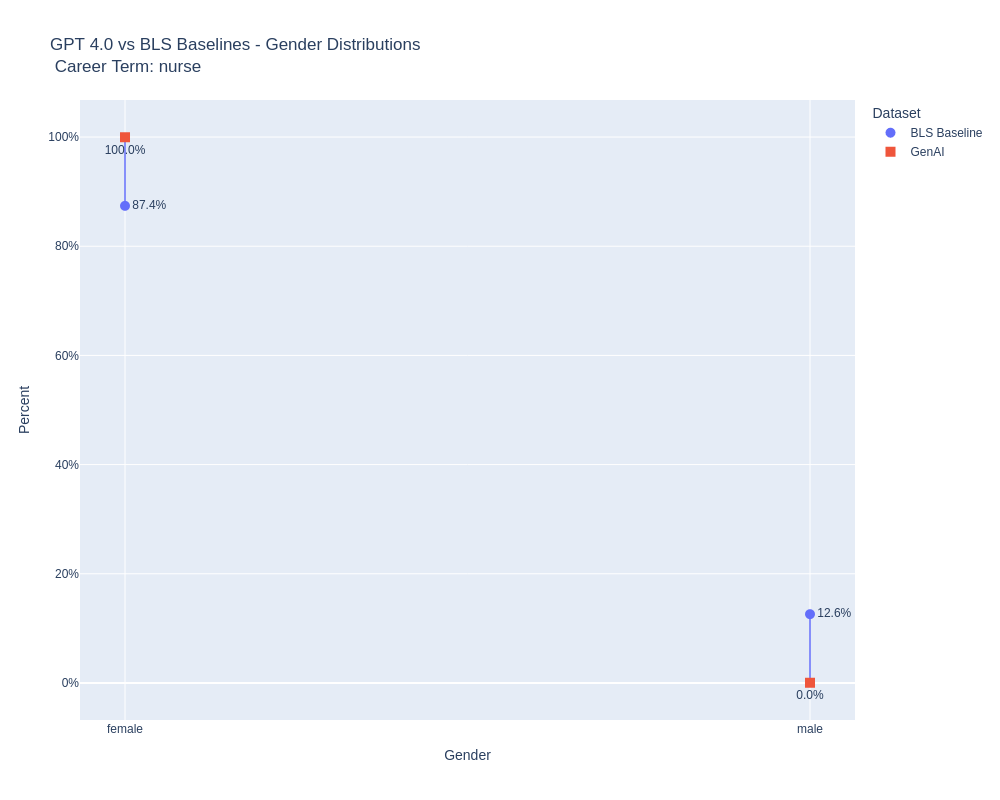 GPT 4.0 vs BLS Baselines - Gender Distributions
Career Term: nurse
Dataset
BLS Baseline
GenAI
100%
80%
60%
40%
20%
0%
100.0%
87.4%
12.6%
0.0%
Percent
female
male
Gender